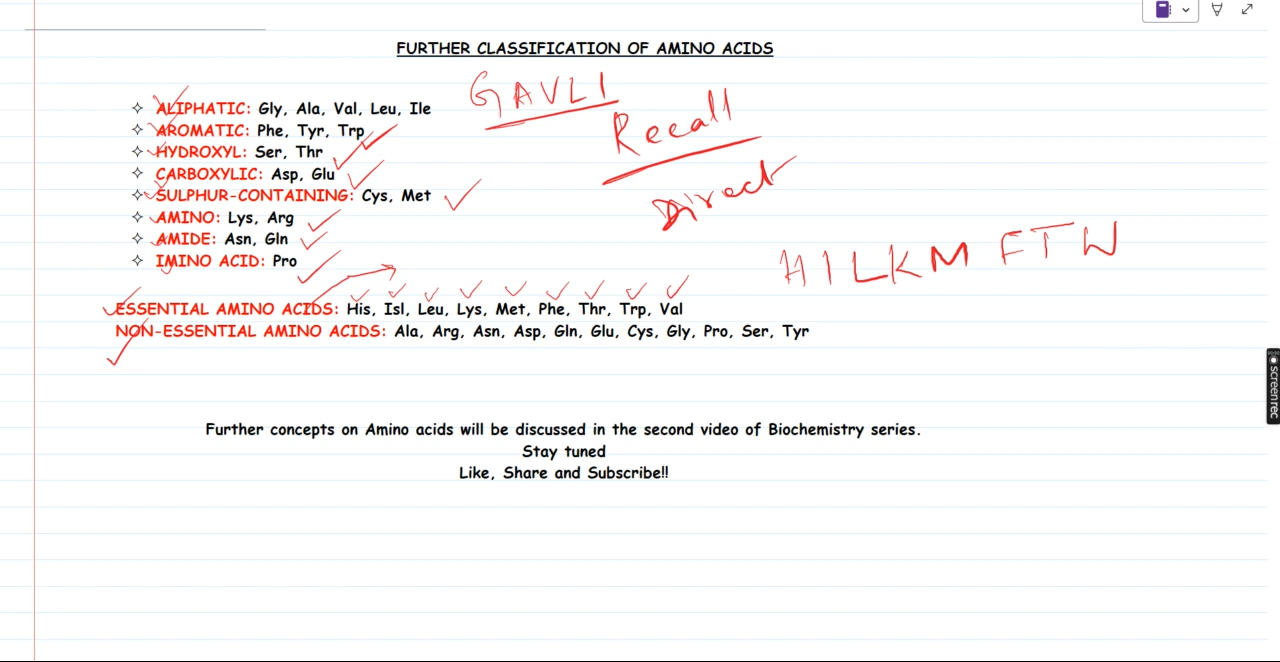 FURTHER CLASSIFICATION OF AMINO ACIDS
GAVLI
ALIPHATIC: Gly, Ala, Val, Leu, Ile
Recall
AROMATIC: Phe, Tyr, Trp
HYDROXYL: Ser, Thr
CARBOXYLIC: Asp, Glu
SULPHUR-CONTAINING: Cys, Met
Direct
AMINO: Lys, Arg
AMIDE: Asn, Gln
HILKM FTW
IMINO ACID: Pro
ESSENTIAL AMINO ACIDS: His, Isl, Leu, Lys, Met, Phe, Thr, Trp, Val
NON-ESSENTIAL AMINO ACIDS: Ala, Arg, Asn, Asp, Gln, Glu, Cys, Gly, Pro, Ser, Tyr
screenrec
Further concepts on Amino acids will be discussed in the second video of Biochemistry series.
Stay tuned
Like, Share and Subscribe!!